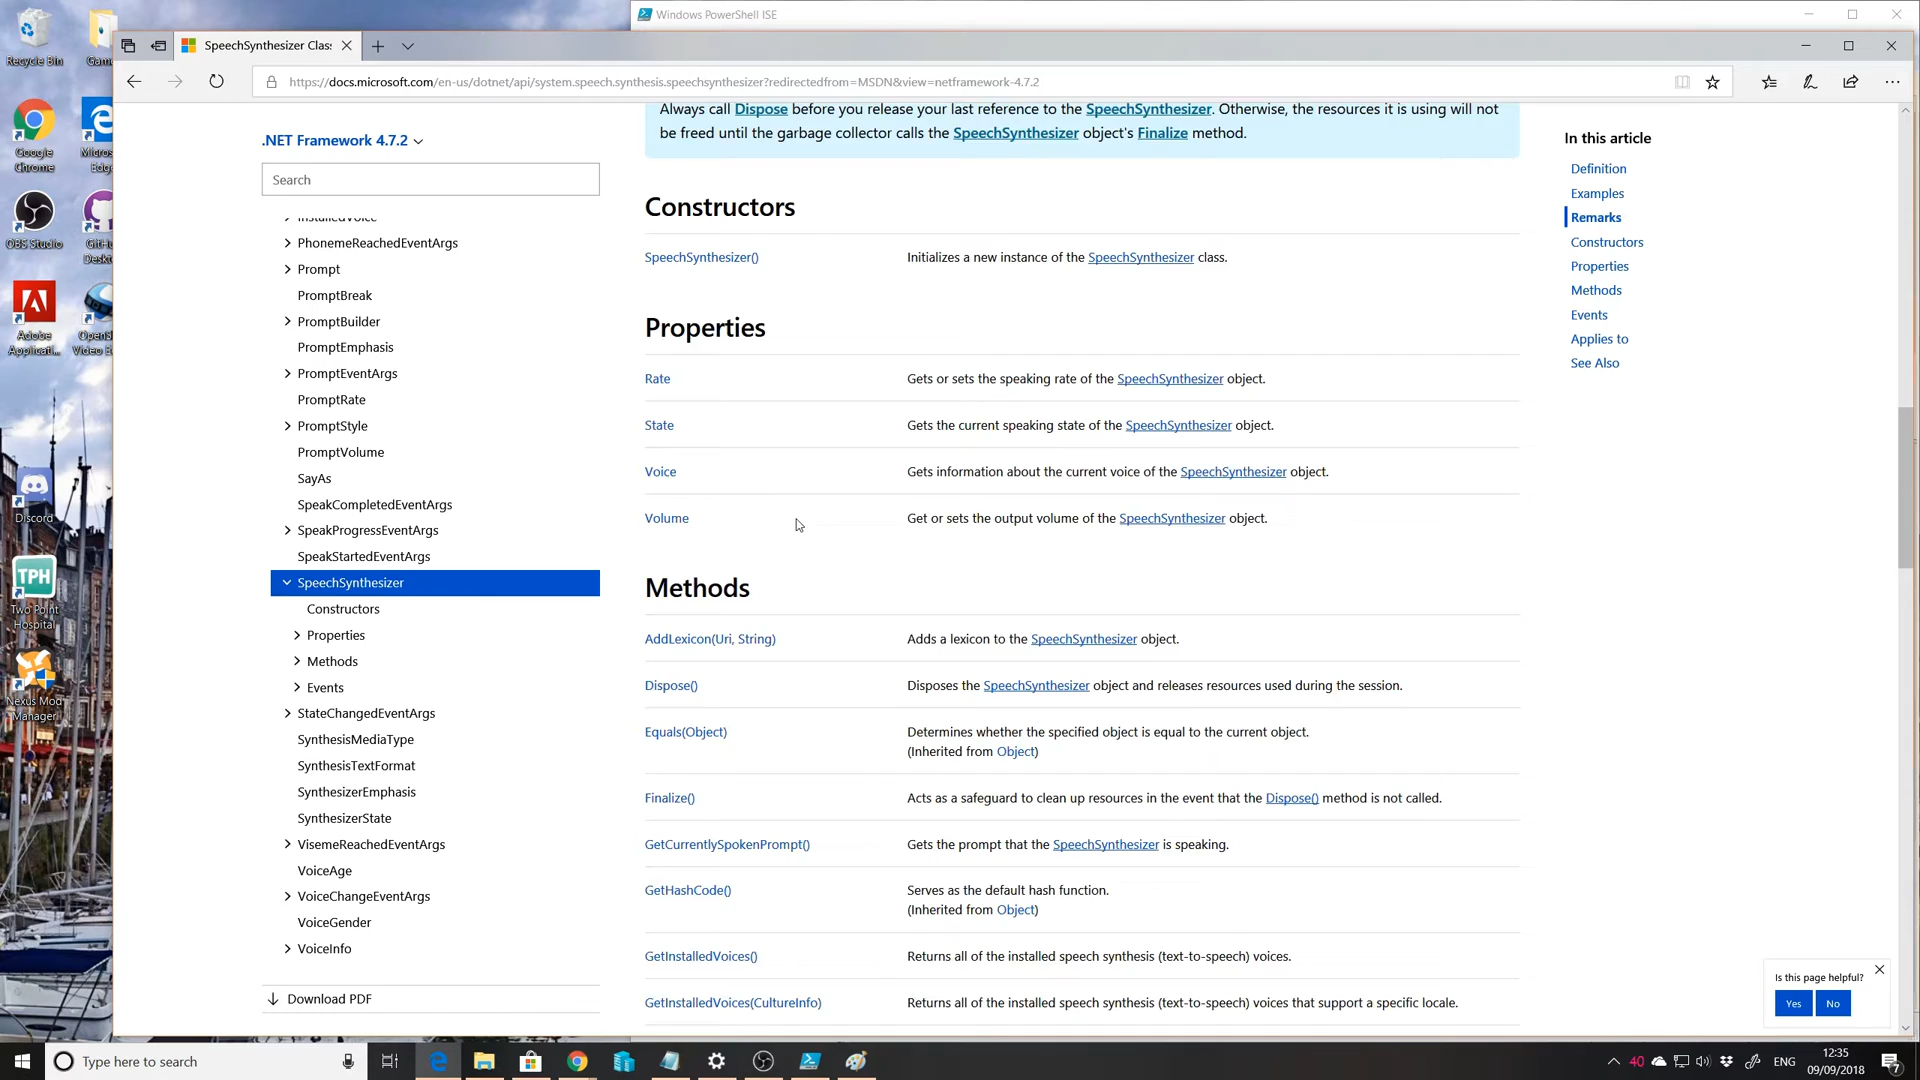 Windows PowerShell ISE
SpeechSynthesizer Clas
https://docs.microsoft.com/en-us/dotnet/api/system.speech.synthesis.speechsynthesizer?redirectedfrom=MSDN&view=netframework-4.7.2
Recycle Bin
Game
Google
Chrome
Micros
Edg
OBS Studio
GitHu
Deskt
Adobe
Applicati...
OpenS
Video E
Discord
Two Point
Hospital
Nexus Mod
Manager
.NET Framework 4.7.2
Search
InstalledVoice
PhonemeReachedEventArgs
Prompt
PromptBreak
PromptBuilder
PromptEmphasis
PromptEventArgs
PromptRate
PromptStyle
PromptVolume
SayAs
SpeakCompletedEventArgs
SpeakProgressEventArgs
SpeakStartedEventArgs
SpeechSynthesizer
Constructors
Properties
Methods
Events
StateChangedEventArgs
SynthesisMediaType
SynthesisTextFormat
SynthesizerEmphasis
SynthesizerState
VisemeReachedEventArgs
VoiceAge
VoiceChangeEventArgs
VoiceGender
VoiceInfo
Download PDF
Always call Dispose before you release your last reference to the SpeechSynthesizer. Otherwise, the resources it is using will not
be freed until the garbage collector calls the SpeechSynthesizer object's Finalize method.
Constructors
SpeechSynthesizer() Initializes a new instance of the SpeechSynthesizer class.
Properties
Rate Gets or sets the speaking rate of the SpeechSynthesizer object.
State Gets the current speaking state of the SpeechSynthesizer object.
Voice Gets information about the current voice of the SpeechSynthesizer object.
Volume Get or sets the output volume of the SpeechSynthesizer object.
Methods
AddLexicon(Uri, String) Adds a lexicon to the SpeechSynthesizer object.
Dispose() Disposes the SpeechSynthesizer object and releases resources used during the session.
Equals(Object) Determines whether the specified object is equal to the current object.
(Inherited from Object)
Finalize() Acts as a safeguard to clean up resources in the event that the Dispose() method is not called.
GetCurrentlySpokenPrompt() Gets the prompt that the SpeechSynthesizer is speaking.
GetHashCode() Serves as the default hash function.
(Inherited from Object)
GetInstalledVoices() Returns all of the installed speech synthesis (text-to-speech) voices.
GetInstalledVoices(CultureInfo) Returns all of the installed speech synthesis (text-to-speech) voices that support a specific locale.
In this article
Definition
Examples
Remarks
Constructors
Properties
Methods
Events
Applies to
See Also
Is this page helpful?
Yes No
Type here to search
40
ENG
12:35
09/09/2018
7
TPH